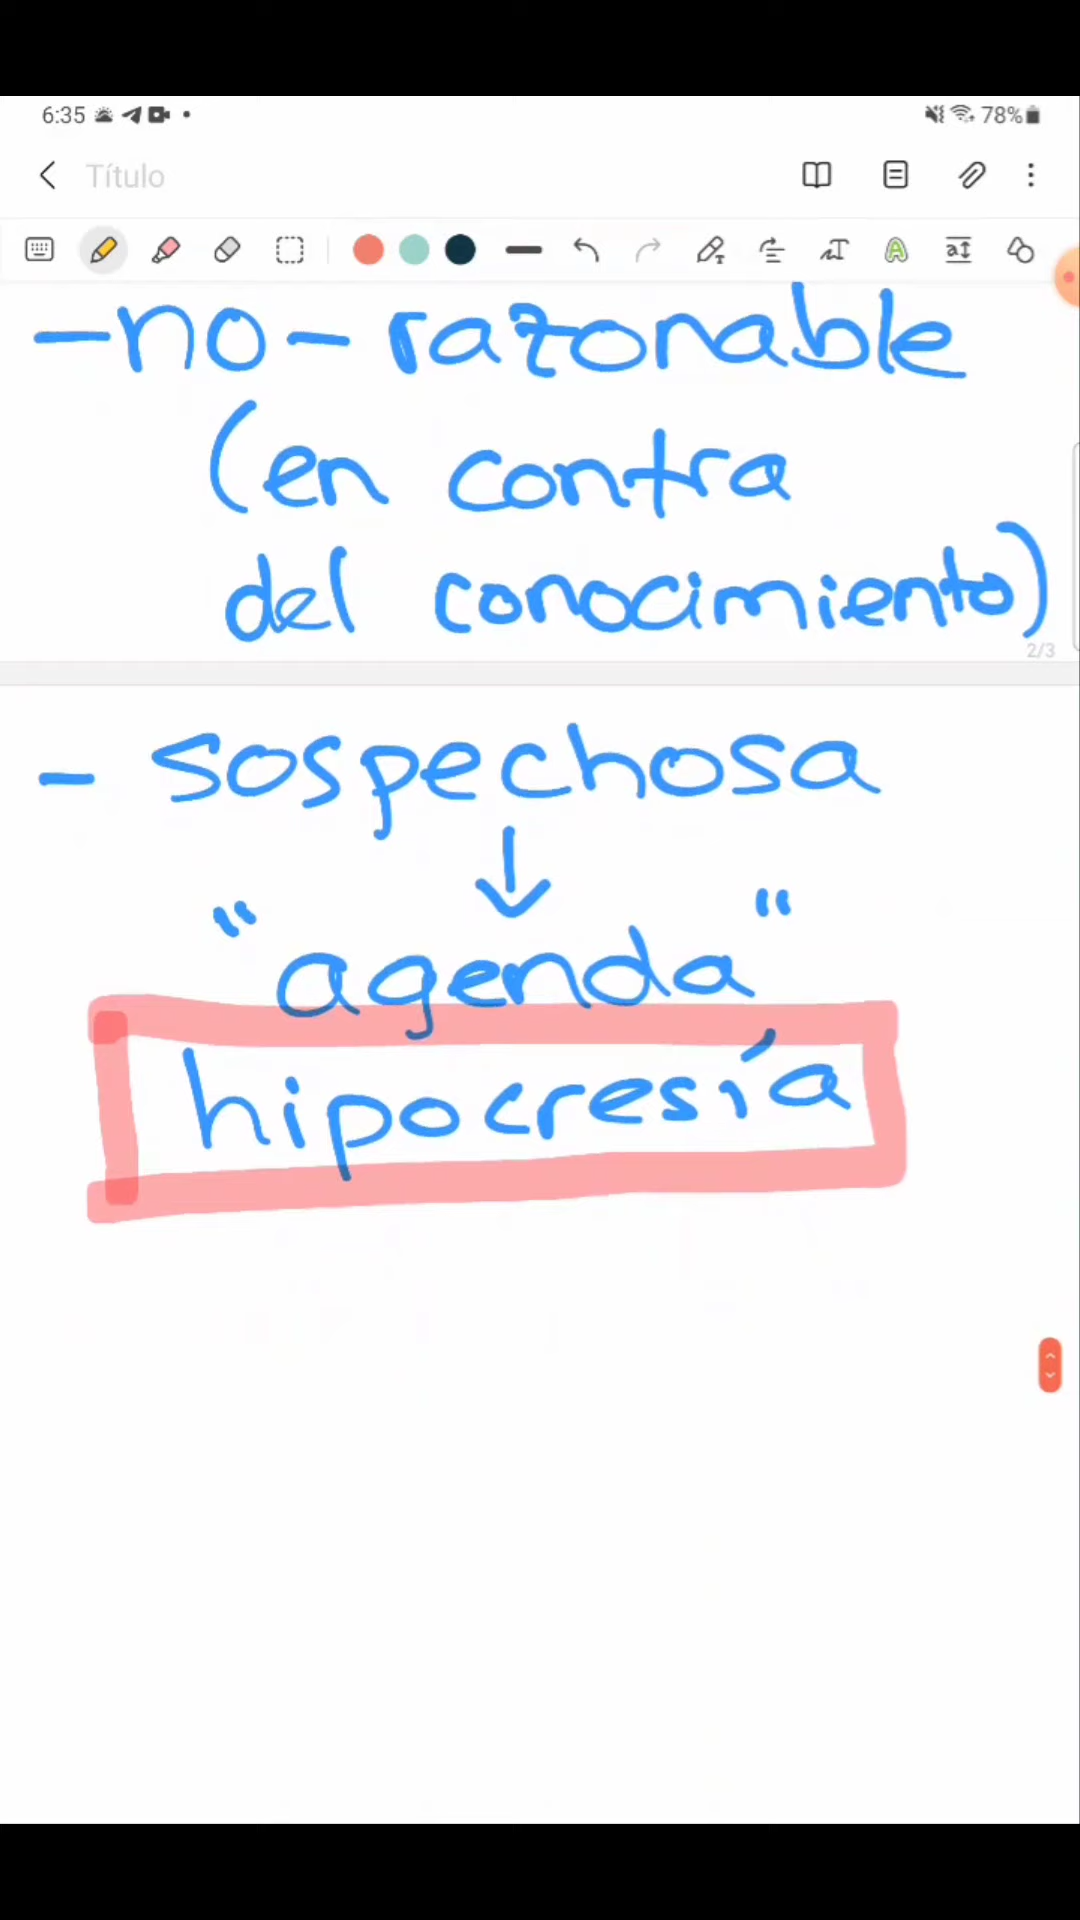 6:35
78%
Título
-no-razonable
(en contra
del conocimiento)
2/3
- sospechosa
↓
"agenda"
hipocresía